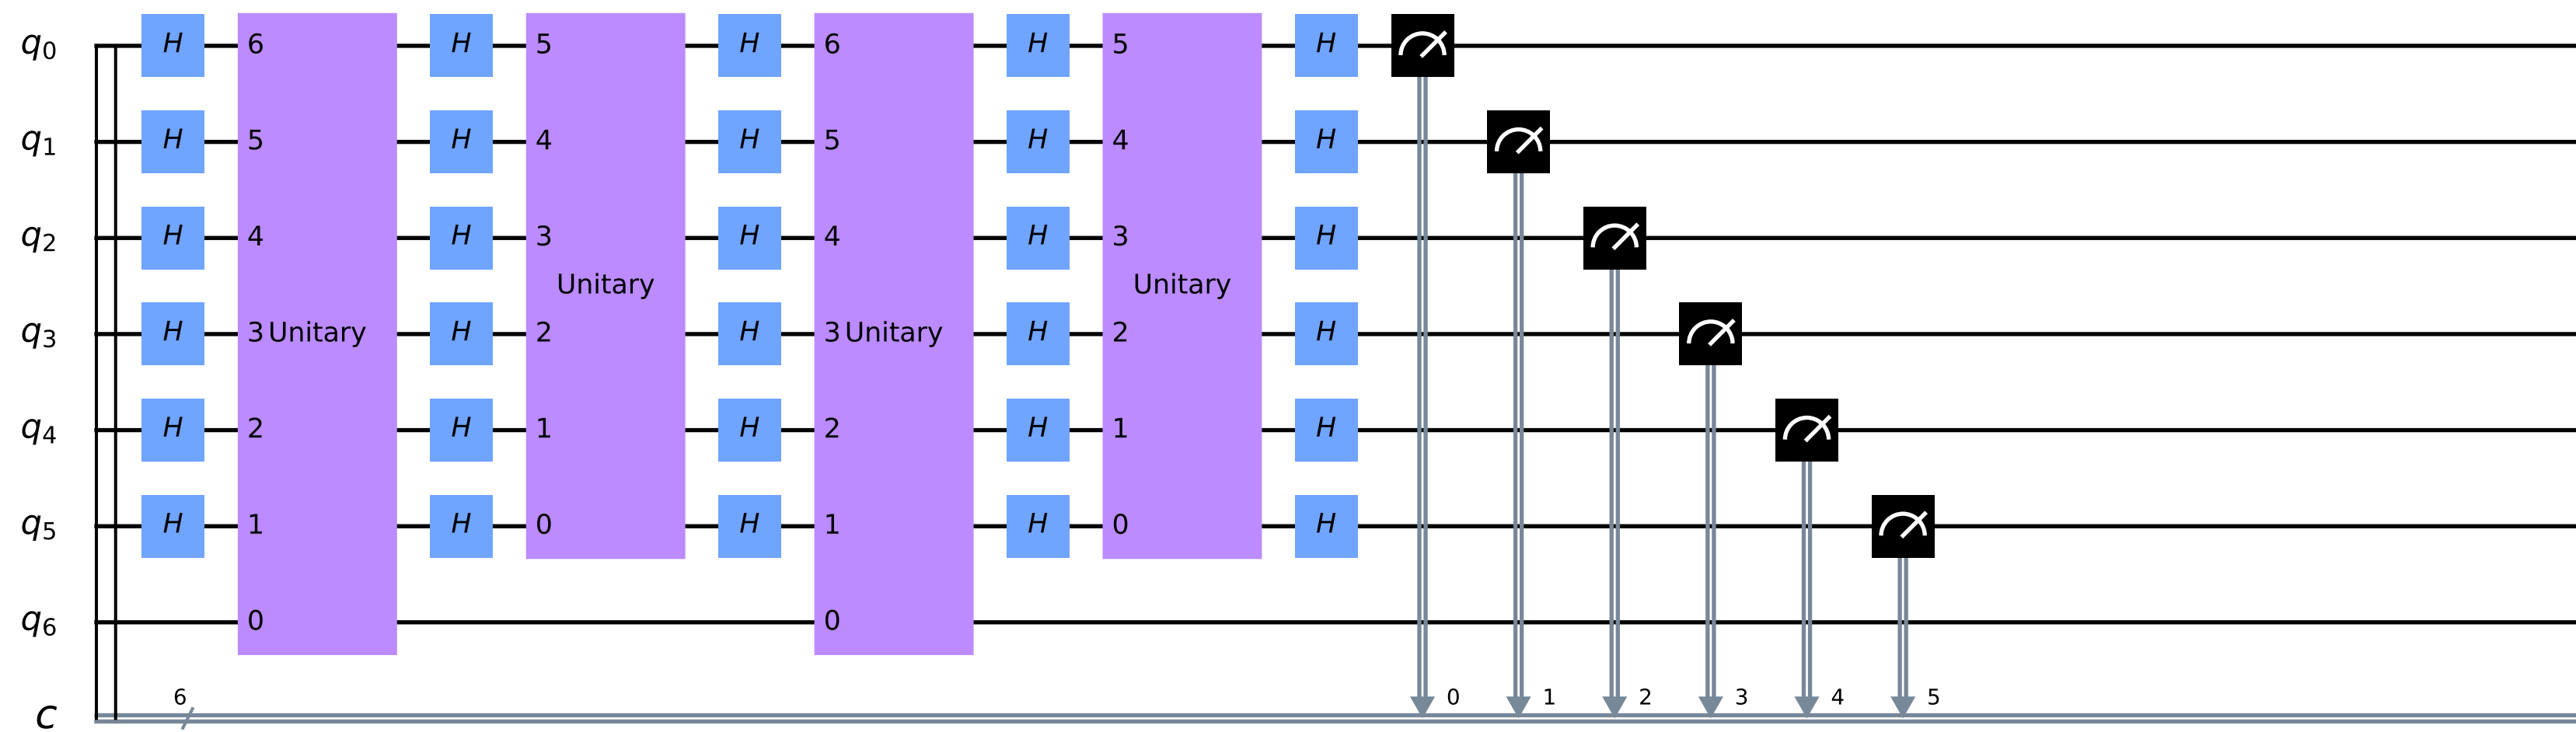 q0 H 6 H 5 H 6 H 5 H
q1 H 5 H 4 H 5 H 4 H
q2 H 4 H 3 H 4 H 3 H
Unitary Unitary
q3 H 3 Unitary H 2 H 3 Unitary H 2 H
q4 H 2 H 1 H 2 H 1 H
q5 H 1 H 0 H 1 H 0 H
q6 0 0
6 0 1 2 3 4 5
c